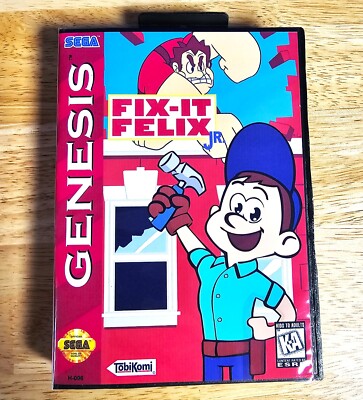 SEGA
GENESIS
FIX-IT
FELIX
JR
SEGA
TobiKomi
KIDS TO ADULTS
K-A
ESRB